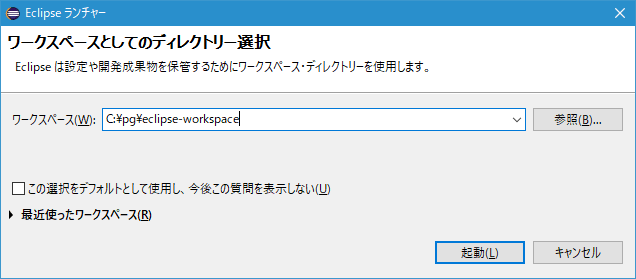 Eclipse ランチャー
ワークスペースとしてのディレクトリー選択
Eclipse は設定や開発成果物を保管するためにワークスペース・ディレクトリーを使用します。
ワークスペース(W): C:¥pg¥eclipse-workspace 参照(B)...
この選択をデフォルトとして使用し、今後この質問を表示しない(U)
最近使ったワークスペース(R)
起動(L) キャンセル